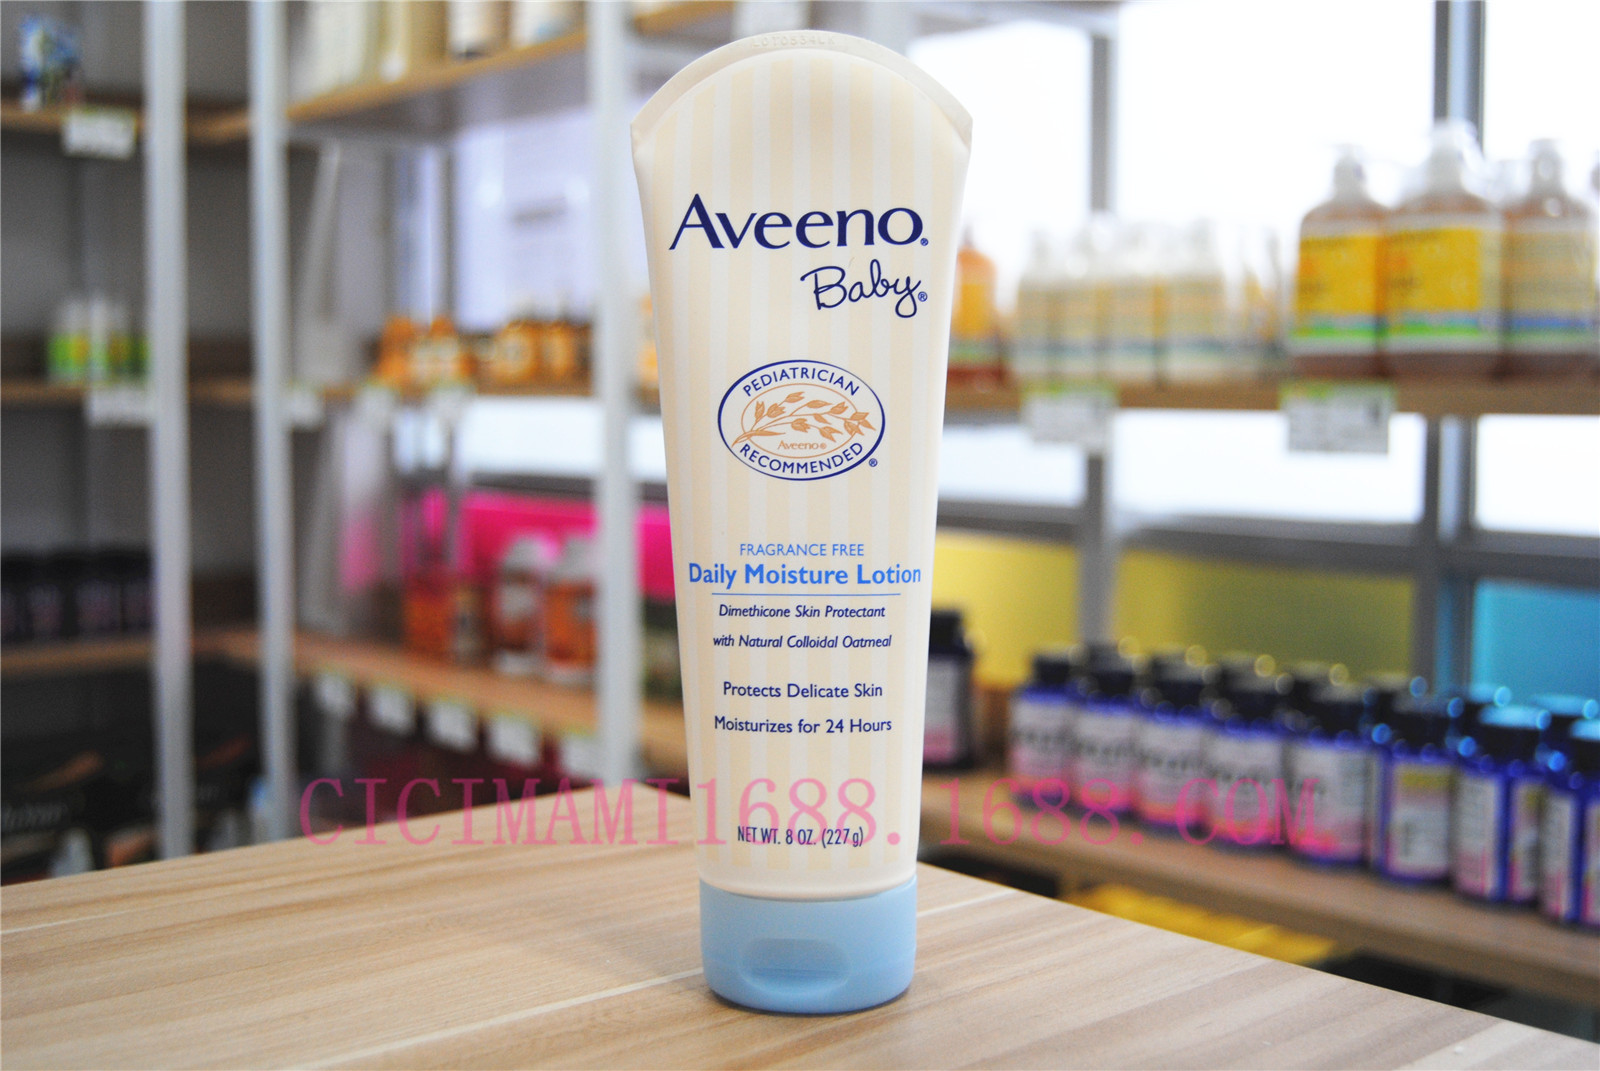 Aveeno®
Baby®
PEDIATRICIAN
Aveeno®
RECOMMENDED®
FRAGRANCE FREE
Daily Moisture Lotion
Dimethicone Skin Protectant
with Natural Colloidal Oatmeal
Protects Delicate Skin
Moisturizes for 24 Hours
CICIMAMI1688.1688.COM
NET WT. 8 OZ. (227 g)